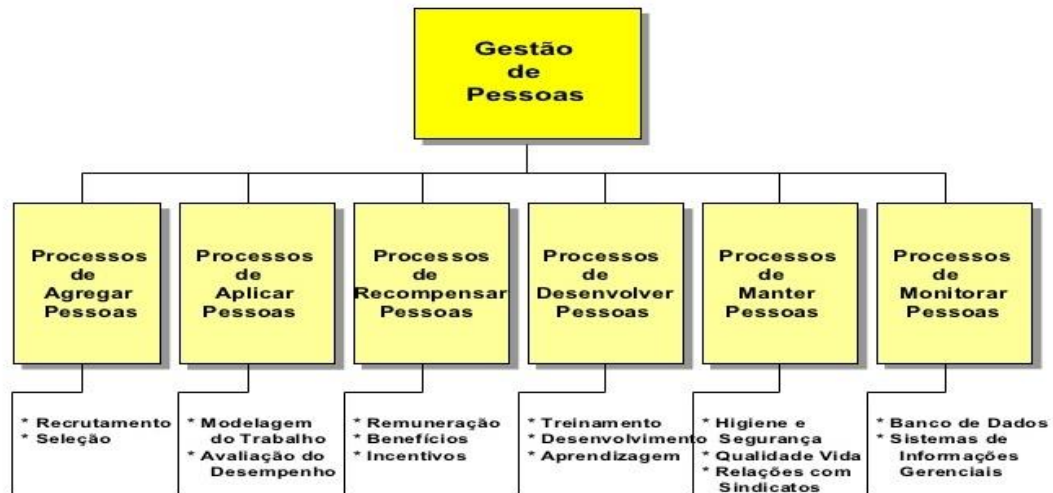 Gestão
de
Pessoas
Processos
de
Agregar
Pessoas
Processos
de
Aplicar
Pessoas
Processos
de
Recompensar
Pessoas
Processos
de
Desenvolver
Pessoas
Processos
de
Manter
Pessoas
Processos
de
Monitorar
Pessoas
* Recrutamento
* Seleção
* Modelagem
do Trabalho
* Avaliação do
Desempenho
* Remuneração
* Benefícios
* Incentivos
* Treinamento
* Desenvolvimento
* Aprendizagem
* Higiene e
Segurança
* Qualidade Vida
* Relações com
Sindicatos
* Banco de Dados
* Sistemas de
Informações
Gerenciais